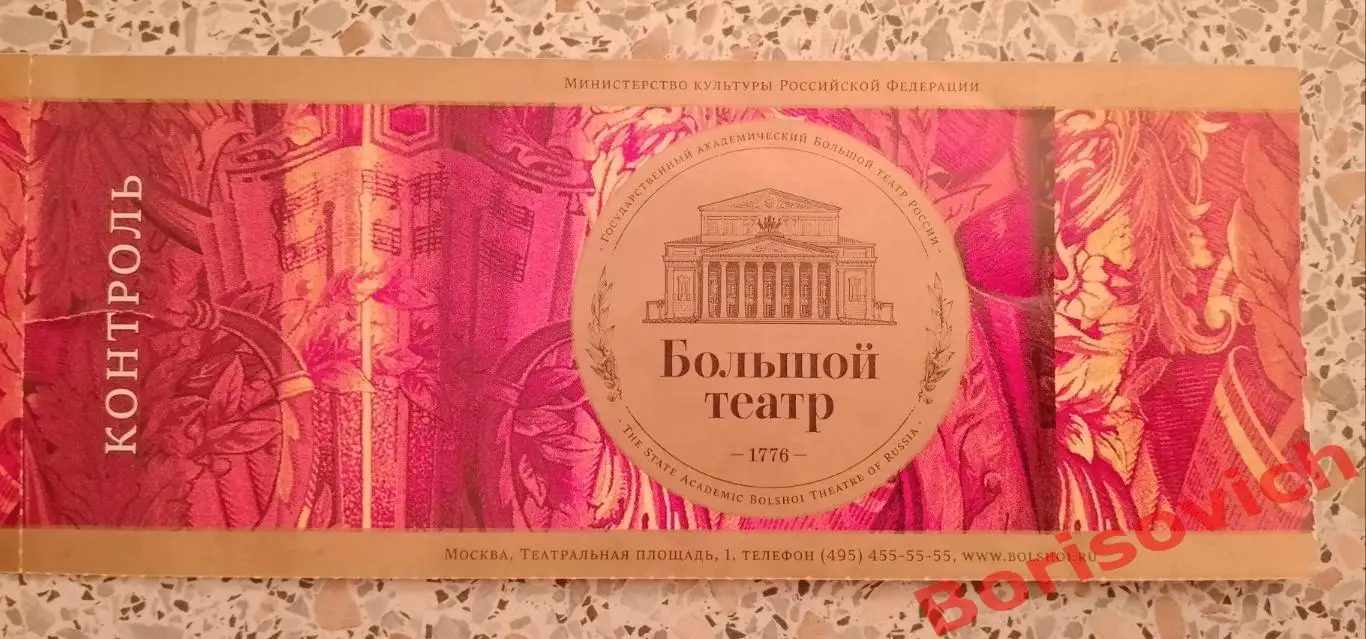 Министерство культуры Российской Федерации
КОНТРОЛЬ
Государственный академический Большой театр России
Большой
театр
1776
The State Academic Bolshoi Theatre of Russia
Москва, Театральная площадь, 1, телефон (495) 455-55-55, www.bolshoi.ru
Borisovich